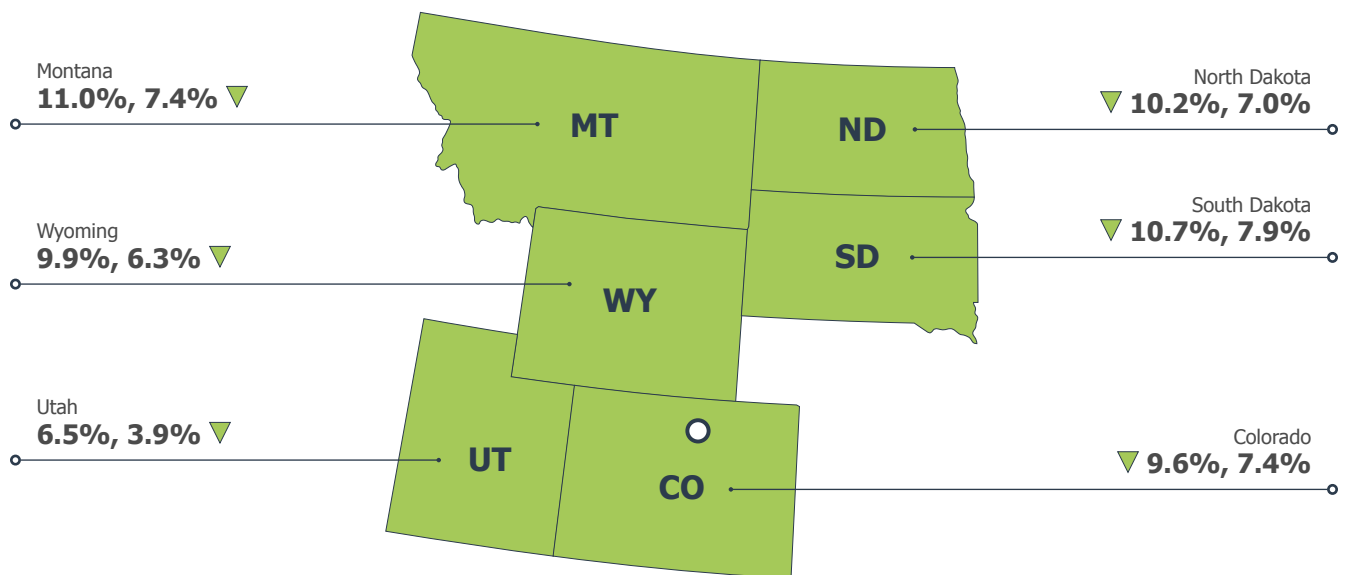 Montana
11.0%, 7.4%
North Dakota
10.2%, 7.0%
MT
ND
Wyoming
9.9%, 6.3%
South Dakota
10.7%, 7.9%
SD
WY
Utah
6.5%, 3.9%
UT
Colorado
9.6%, 7.4%
CO